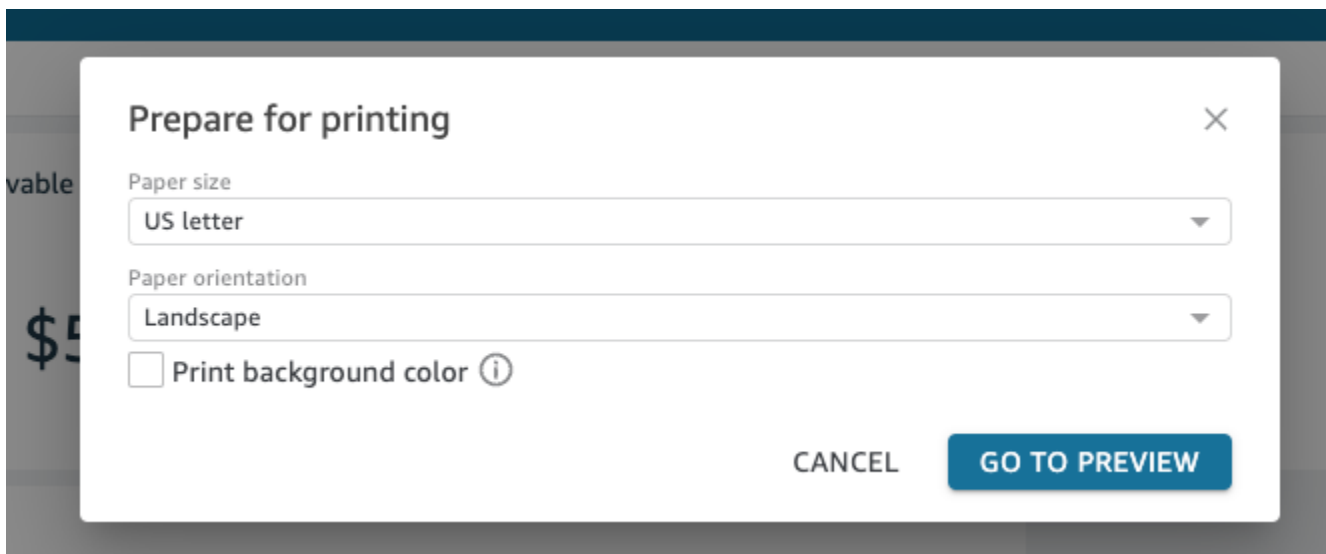 Prepare for printing
vable
Paper size
US letter
Paper orientation
Landscape
$5
Print background color
CANCEL
GO TO PREVIEW